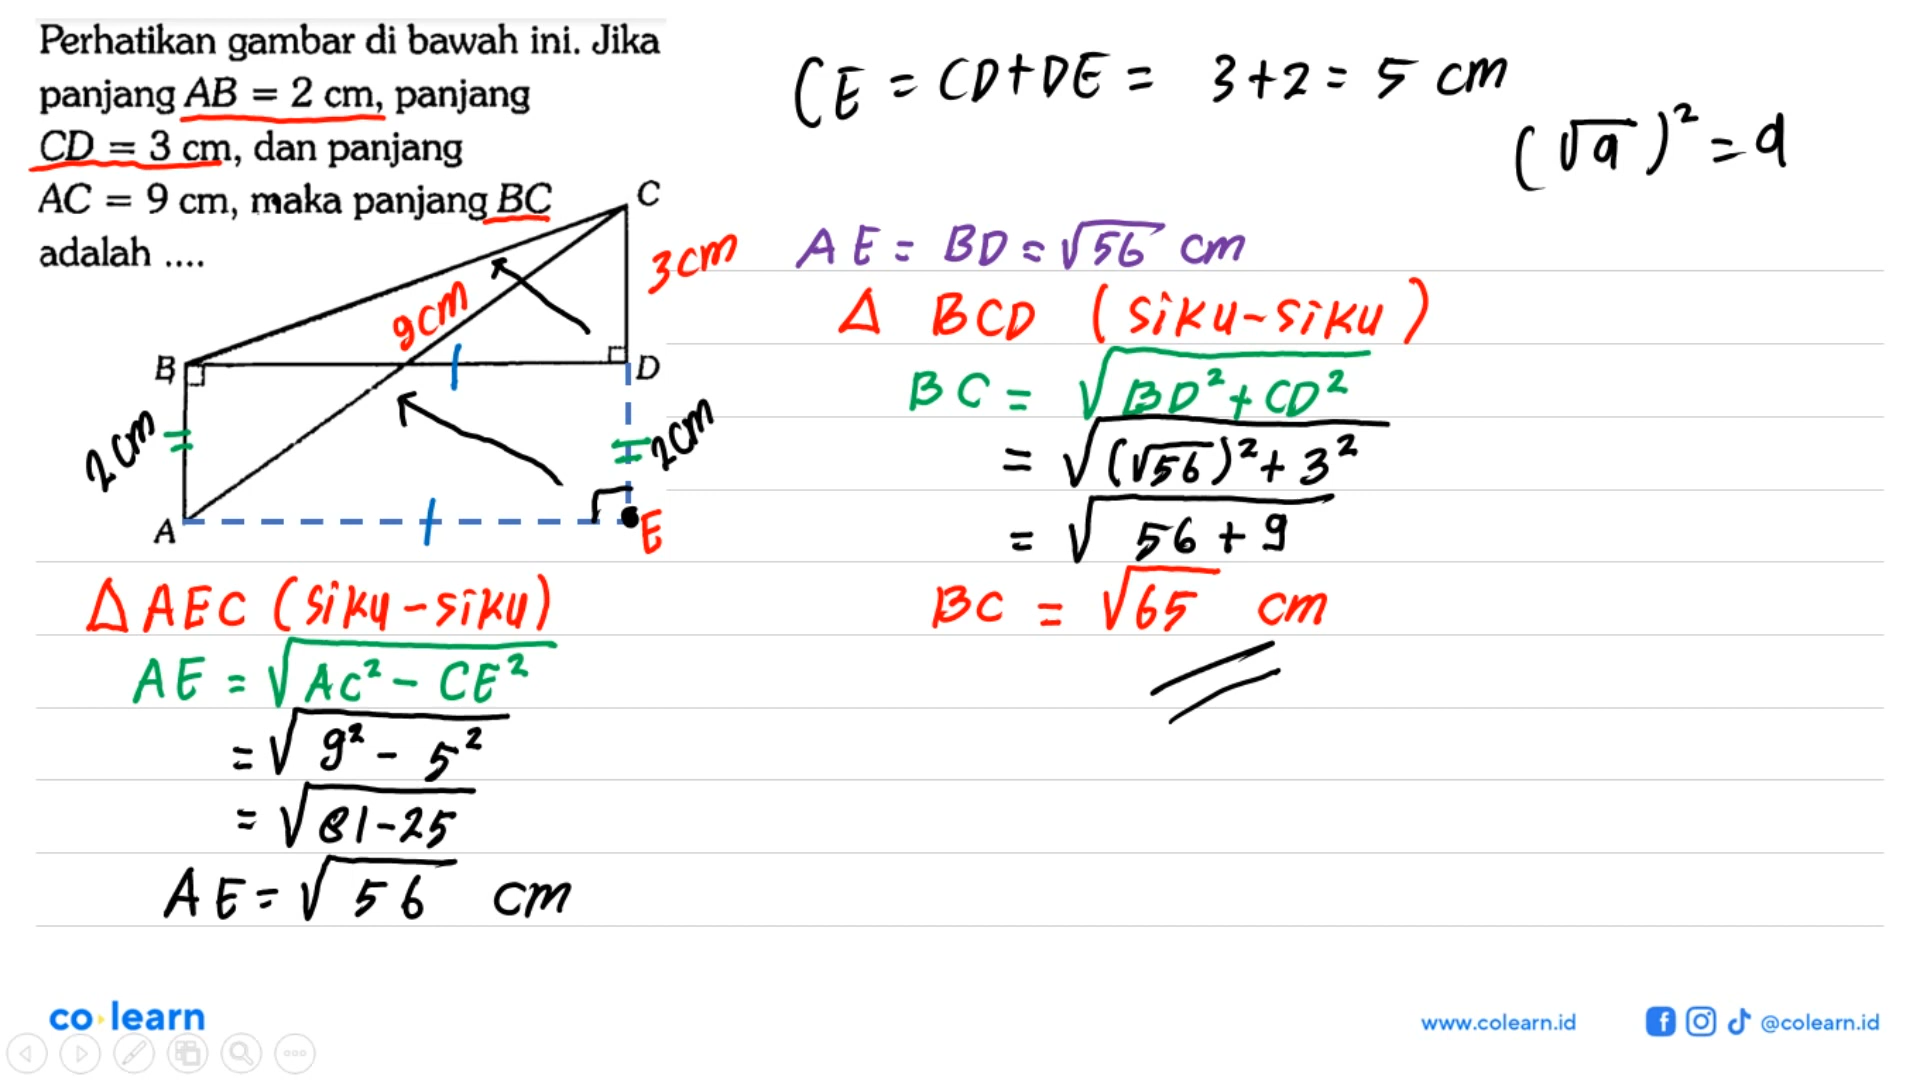 Perhatikan gambar di bawah ini. Jika
panjang AB = 2 cm, panjang
CD = 3 cm, dan panjang
AC = 9 cm, maka panjang BC
adalah ....
C
3cm
9cm
B
D
2cm
2cm
A
E
△ AEC (siku-siku)
AE = √(AC² - CE²)
= √(9² - 5²)
= √(81-25)
AE = √56 cm
CE = CD+DE = 3+2 = 5 cm
(√a)² = a
AE = BD = √56 cm
△ BCD (siku-siku)
BC = √(BD² + CD²)
= √((√56)² + 3²)
= √(56 + 9)
BC = √65 cm
co learn
www.colearn.id
@colearn.id